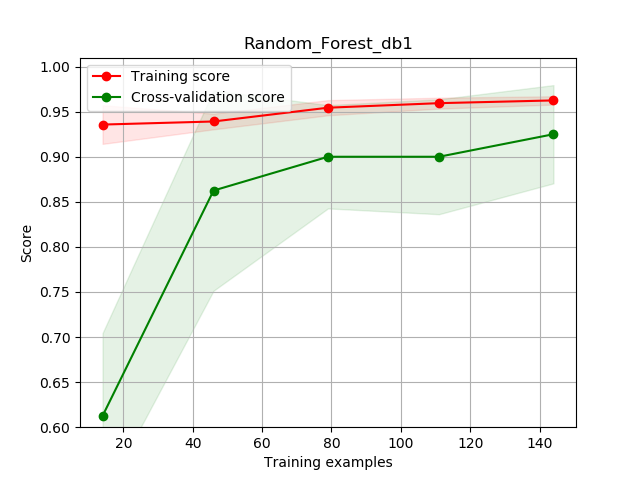 Random_Forest_db1
Training score
Cross-validation score
1.00
0.95
0.90
0.85
0.80
0.75
0.70
0.65
0.60
Score
20 40 60 80 100 120 140
Training examples